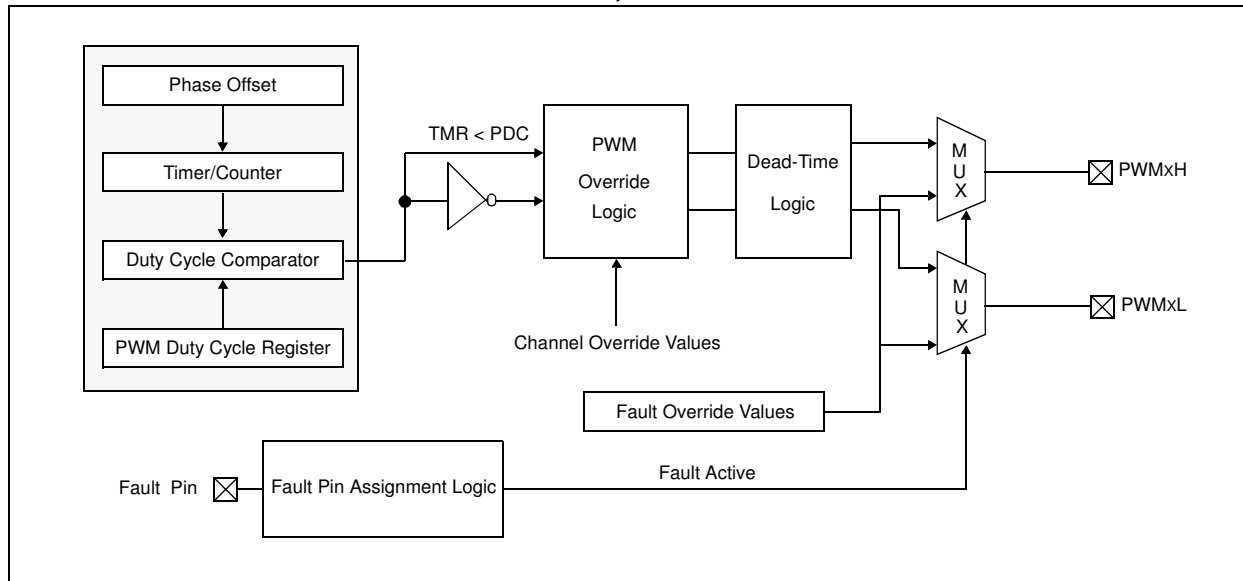 Phase Offset
Timer/Counter
Duty Cycle Comparator
PWM Duty Cycle Register
TMR < PDC
PWM
Override
Logic
Channel Override Values
Dead-Time
Logic
M
U
X
PWMxH
M
U
X
PWMxL
Fault Override Values
Fault Pin
Fault Pin Assignment Logic
Fault Active